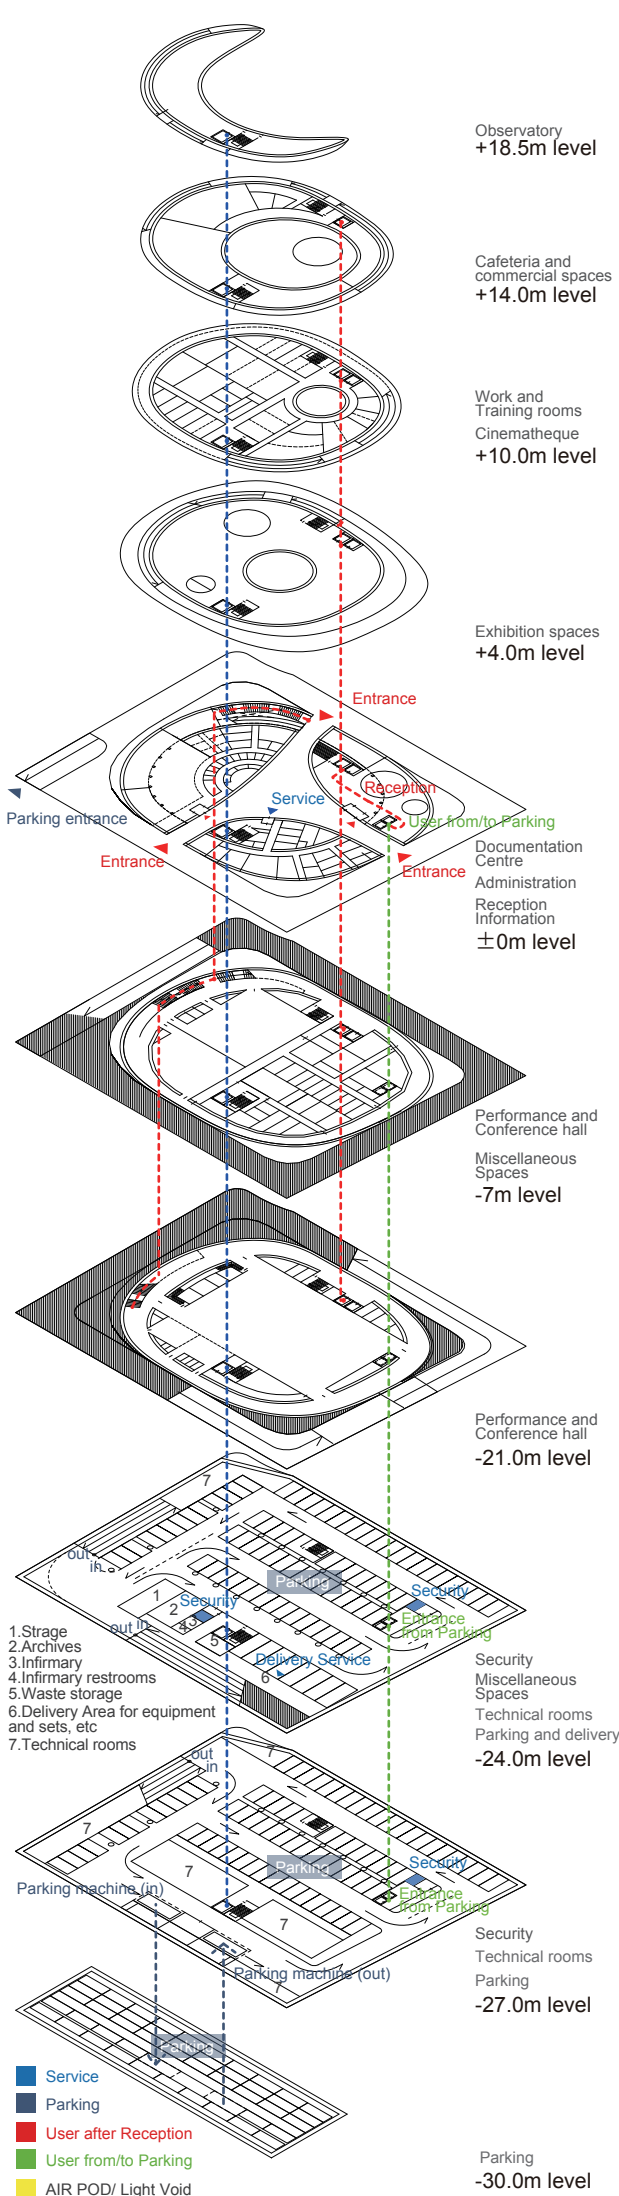 Observatory
+18.5m level
Cafeteria and
commercial spaces
+14.0m level
Work and
Training rooms
Cinematheque
+10.0m level
Exhibition spaces
+4.0m level
Entrance
Reception
Service
Parking entrance
User from/to Parking
Entrance
Entrance
Documentation
Centre
Administration
Reception
Information
±0m level
Performance and
Conference hall
Miscellaneous
Spaces
-7m level
Performance and
Conference hall
-21.0m level
7
out
in
Parking
1
2
Security
Security
out in
4
3
5
Entrance
from Parking
Delivery Service
6
1.Strage
2.Archives
3.Infirmary
4.Infirmary restrooms
5.Waste storage
6.Delivery Area for equipment
and sets, etc
7.Technical rooms
Security
Miscellaneous
Spaces
Technical rooms
Parking and delivery
-24.0m level
7
out
in
7
Parking
7
Security
Parking machine (in)
Entrance
from Parking
7
Parking machine (out)
7
Security
Technical rooms
Parking
-27.0m level
Parking
Service
Parking
User after Reception
User from/to Parking
AIR POD/ Light Void
Parking
-30.0m level